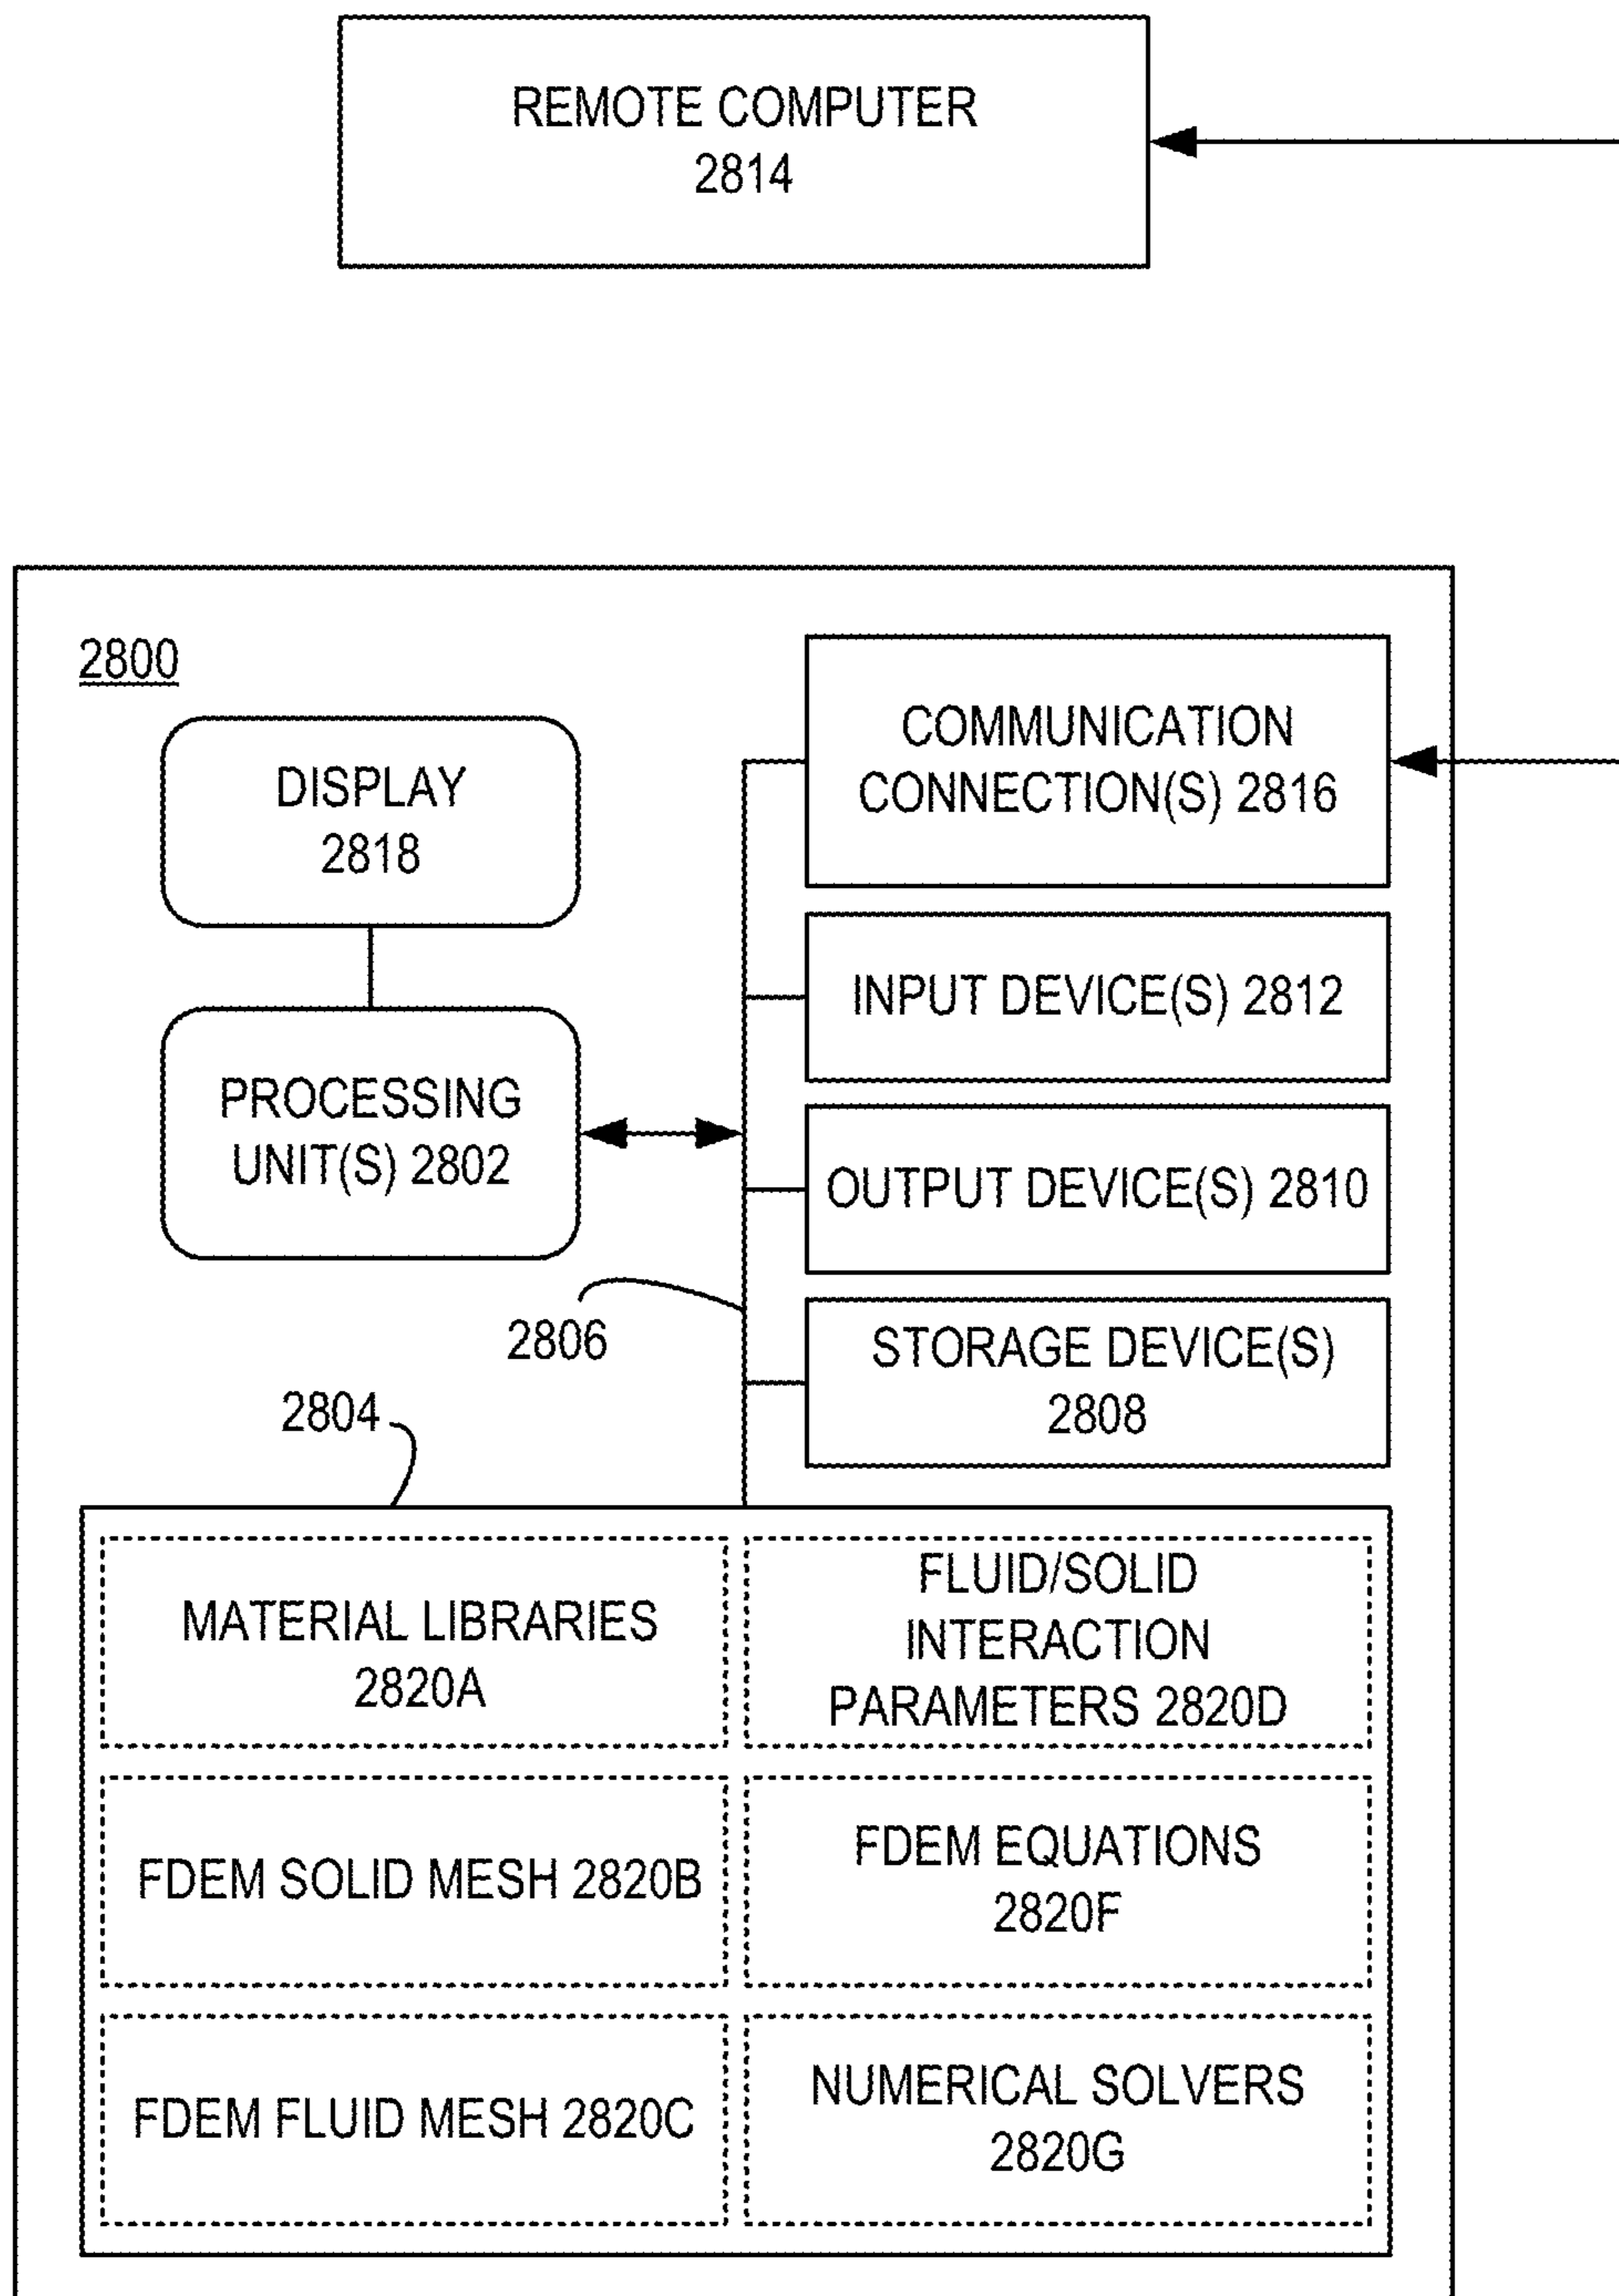 REMOTE COMPUTER
2814
2800
DISPLAY
2818
PROCESSING
UNIT(S) 2802
COMMUNICATION
CONNECTION(S) 2816
INPUT DEVICE(S) 2812
OUTPUT DEVICE(S) 2810
STORAGE DEVICE(S)
2808
2806
2804
MATERIAL LIBRARIES
2820A
FLUID/SOLID
INTERACTION
PARAMETERS 2820D
FDEM SOLID MESH 2820B
FDEM EQUATIONS
2820F
FDEM FLUID MESH 2820C
NUMERICAL SOLVERS
2820G